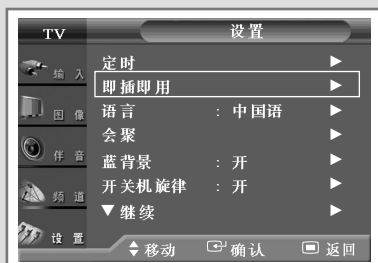 TV
设置
输入
图像
伴音
频道
设置
定时 ▶
即插即用 ▶
语言 : 中国语 ▶
会聚 ▶
蓝背景 : 开 ▶
开关机旋律 : 开 ▶
▼继续 ▶
移动 确认 返回